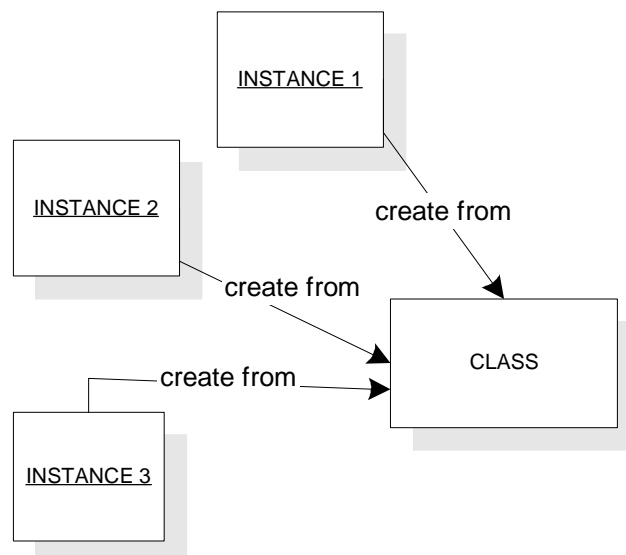 INSTANCE 1
INSTANCE 2
create from
create from
CLASS
create from
INSTANCE 3